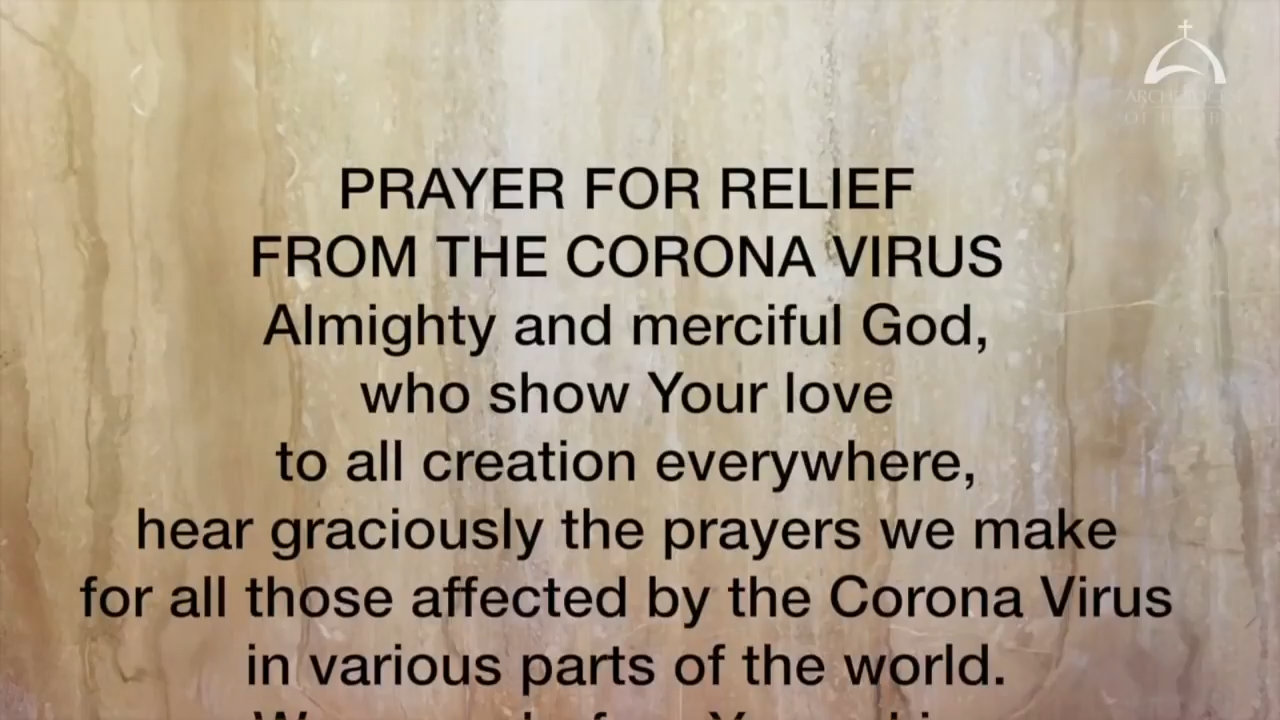 PRAYER FOR RELIEF
FROM THE CORONA VIRUS
Almighty and merciful God,
who show Your love
to all creation everywhere,
hear graciously the prayers we make
for all those affected by the Corona Virus
in various parts of the world.